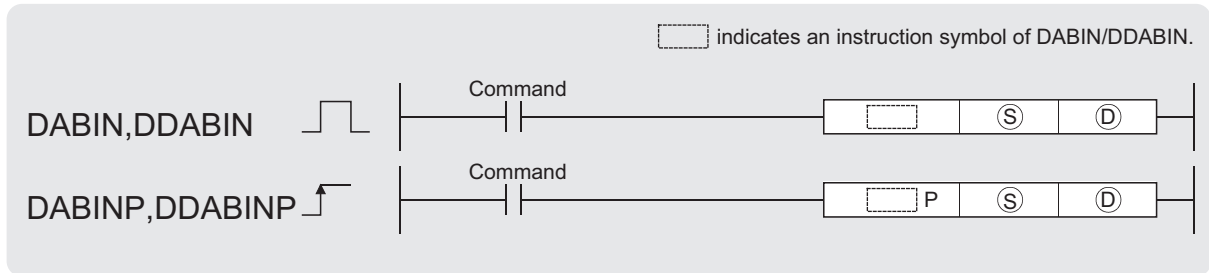 indicates an instruction symbol of DABIN/DDABIN.
Command
DABIN,DDABIN
S D
Command
DABINP,DDABINP
P S D